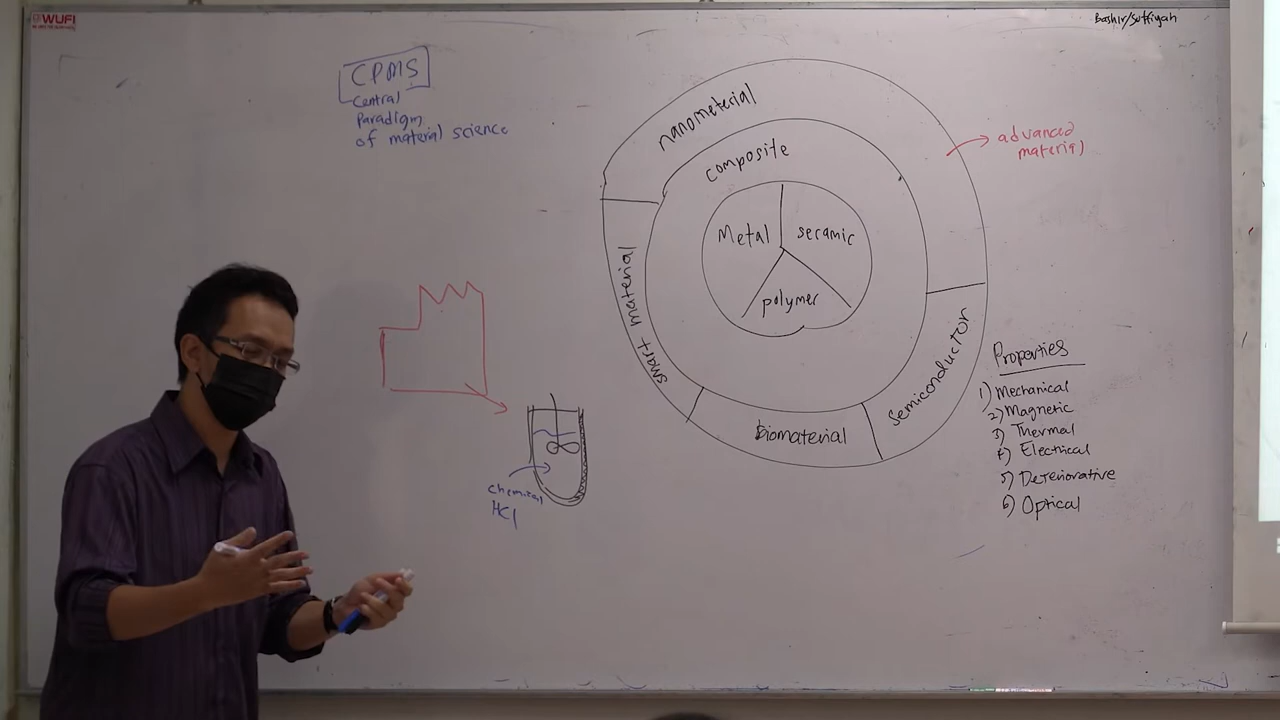 WUFI
Bashir/Sufiyah
CPMS
Central
Paradigm
of material science
nanometerial
composite
Metal
seramic
polymer
smart material
Biomaterial
Semiconductor
advanced
material
Properties
1) Mechanical
2) Magnetic
3) Thermal
4) Electrical
5) Deteriorative
6) Optical
chemical
HCl